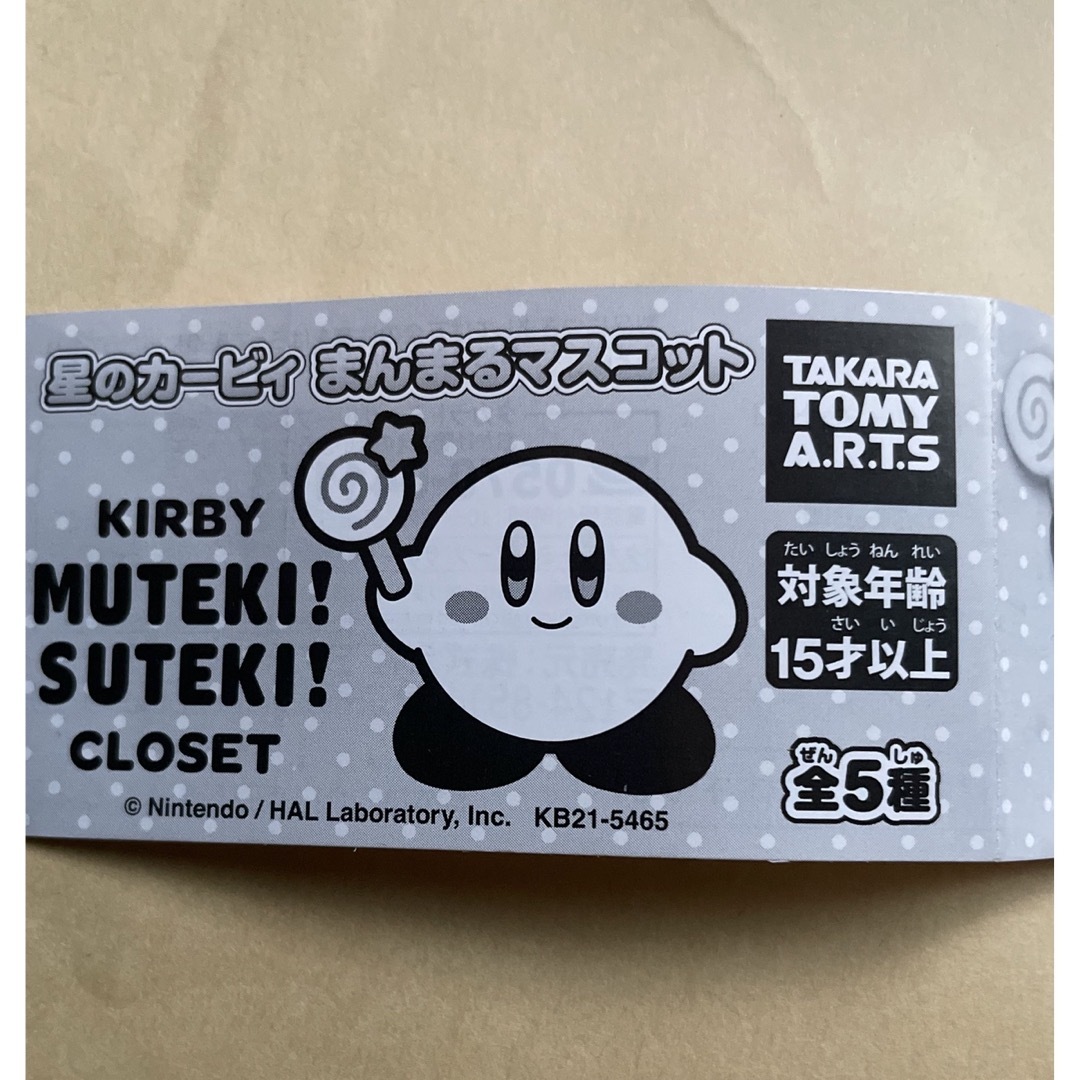 星のカービィ まんまるマスコット
KIRBY
MUTEKI!
SUTEKI!
CLOSET
© Nintendo / HAL Laboratory, Inc. KB21-5465
TAKARA
TOMY
A.R.T.S
たい しょう ねん れい
対象年齢
さい い じょう
15才以上
ぜん しゅ
全5種